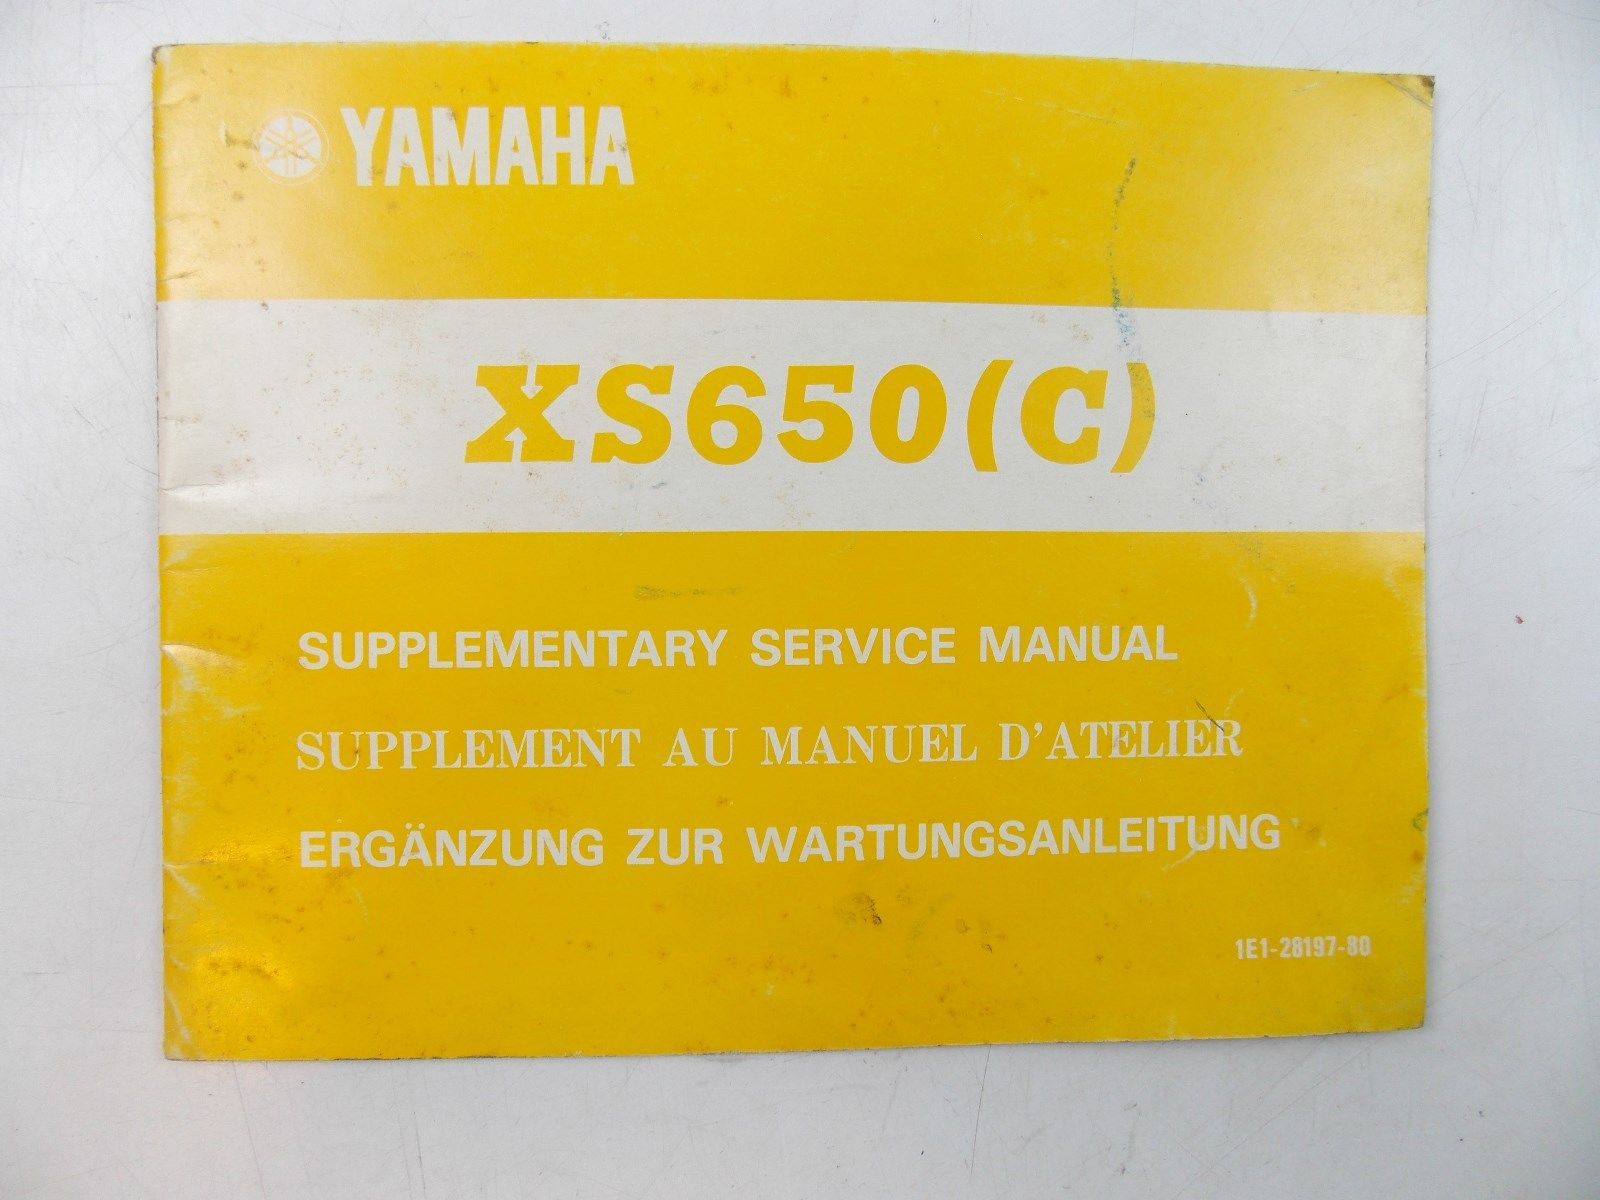 YAMAHA
XS650(C)
SUPPLEMENTARY SERVICE MANUAL
SUPPLEMENT AU MANUEL D'ATELIER
ERGÄNZUNG ZUR WARTUNGSANLEITUNG
1E1-28197-80